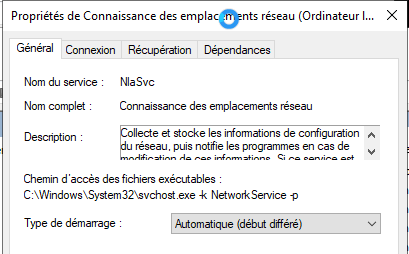 Propriétés de Connaissance des emplacements réseau (Ordinateur l...
Général Connexion Récupération Dépendances
Nom du service : NlaSvc
Nom complet : Connaissance des emplacements réseau
Description : Collecte et stocke les informations de configuration
du réseau, puis notifie les programmes en cas de
modification de ces informations. Si ce service est
Chemin d'accès des fichiers exécutables :
C:\Windows\System32\svchost.exe -k NetworkService -p
Type de démarrage : Automatique (début différé)